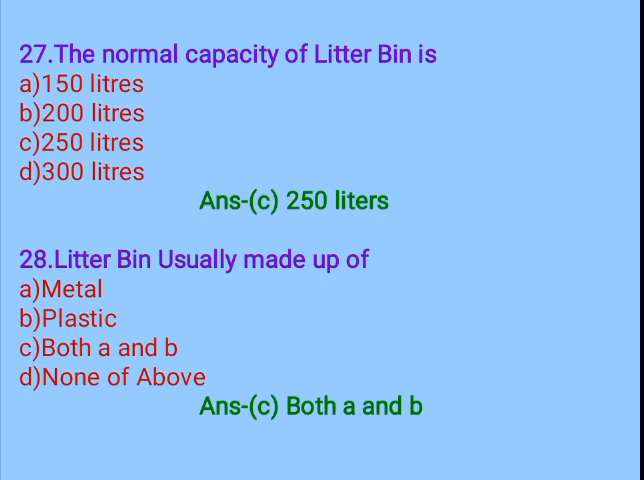 27.The normal capacity of Litter Bin is
a)150 litres
b)200 litres
c)250 litres
d)300 litres
Ans-(c) 250 liters
28.Litter Bin Usually made up of
a)Metal
b)Plastic
c)Both a and b
d)None of Above
Ans-(c) Both a and b